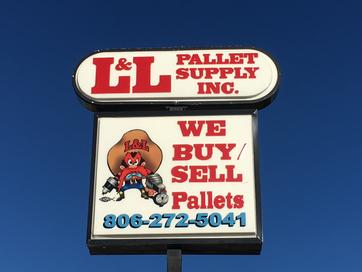 L&L PALLET
SUPPLY
INC.
L&L
WE
BUY/
SELL
Pallets
806-272-5041